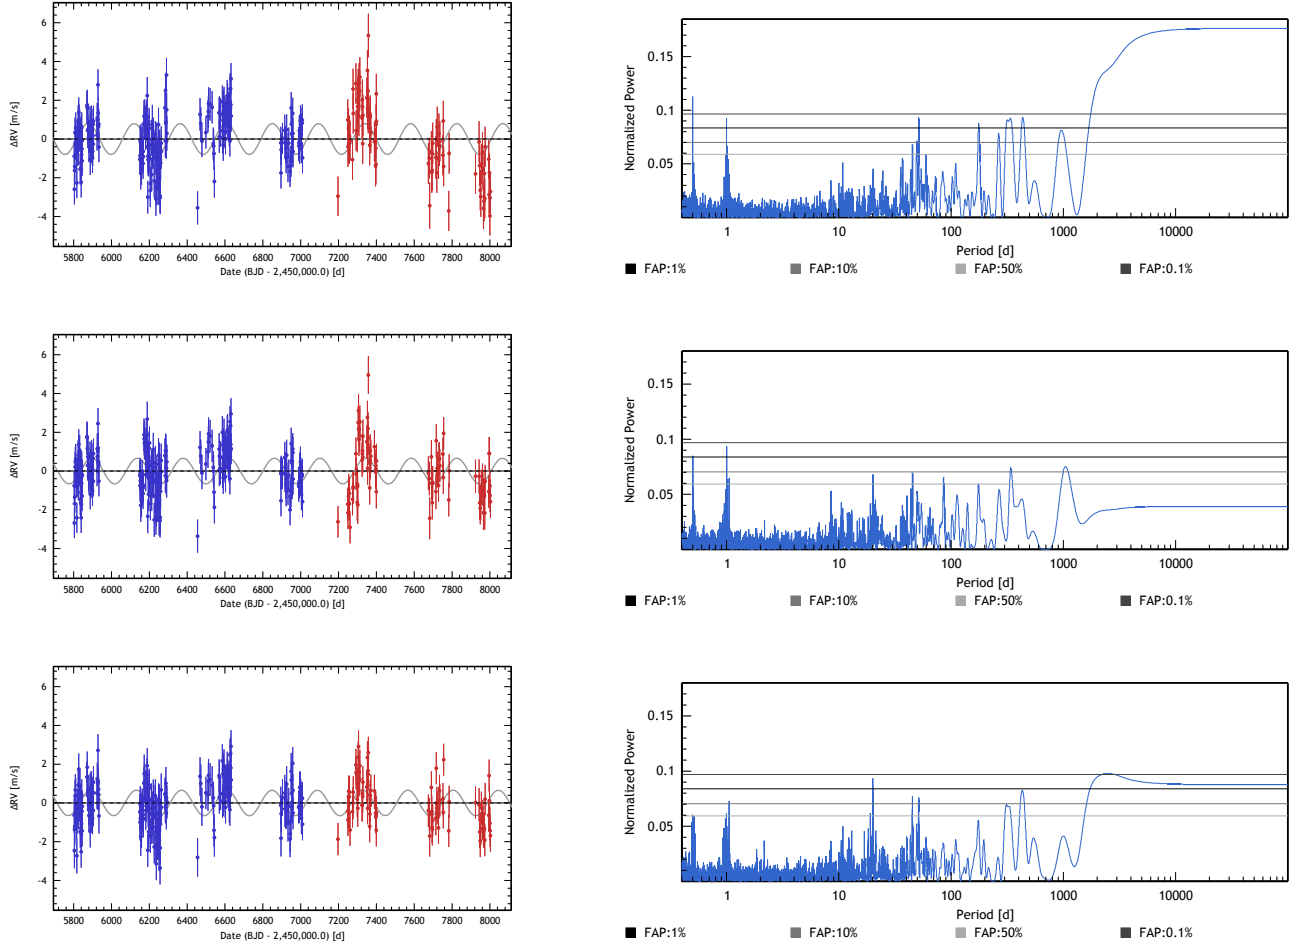 6
4
2
0
-2
-4
ΔRV [m/s]
5800 6000 6200 6400 6600 6800 7000 7200 7400 7600 7800 8000
Date (BJD - 2,450,000.0) [d]
0.15
0.1
0.05
Normalized Power
1 10 100 1000 10000
Period [d]
FAP:1% FAP:10% FAP:50% FAP:0.1%
6
4
2
0
-2
-4
ΔRV [m/s]
5800 6000 6200 6400 6600 6800 7000 7200 7400 7600 7800 8000
Date (BJD - 2,450,000.0) [d]
0.15
0.1
0.05
Normalized Power
1 10 100 1000 10000
Period [d]
FAP:1% FAP:10% FAP:50% FAP:0.1%
6
4
2
0
-2
-4
ΔRV [m/s]
5800 6000 6200 6400 6600 6800 7000 7200 7400 7600 7800 8000
Date (BJD - 2,450,000.0) [d]
0.15
0.1
0.05
Normalized Power
1 10 100 1000 10000
Period [d]
FAP:1% FAP:10% FAP:50% FAP:0.1%